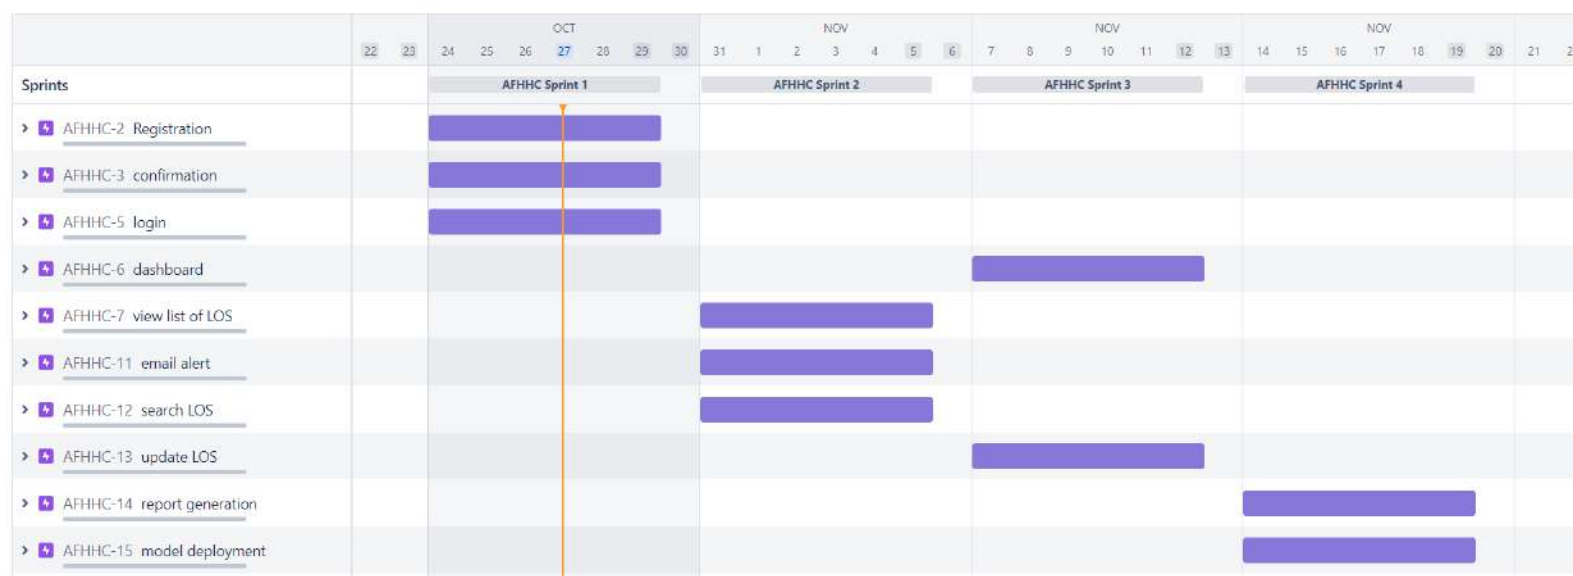 OCT NOV NOV NOV
22 23 24 25 26 27 28 29 30 31 1 2 3 4 5 6 7 8 9 10 11 12 13 14 15 16 17 18 19 20 21
Sprints AFHHC Sprint 1 AFHHC Sprint 2 AFHHC Sprint 3 AFHHC Sprint 4
AFHHC-2 Registration
AFHHC-3 confirmation
AFHHC-5 login
AFHHC-6 dashboard
AFHHC-7 view list of LOS
AFHHC-11 email alert
AFHHC-12 search LOS
AFHHC-13 update LOS
AFHHC-14 report generation
AFHHC-15 model deployment